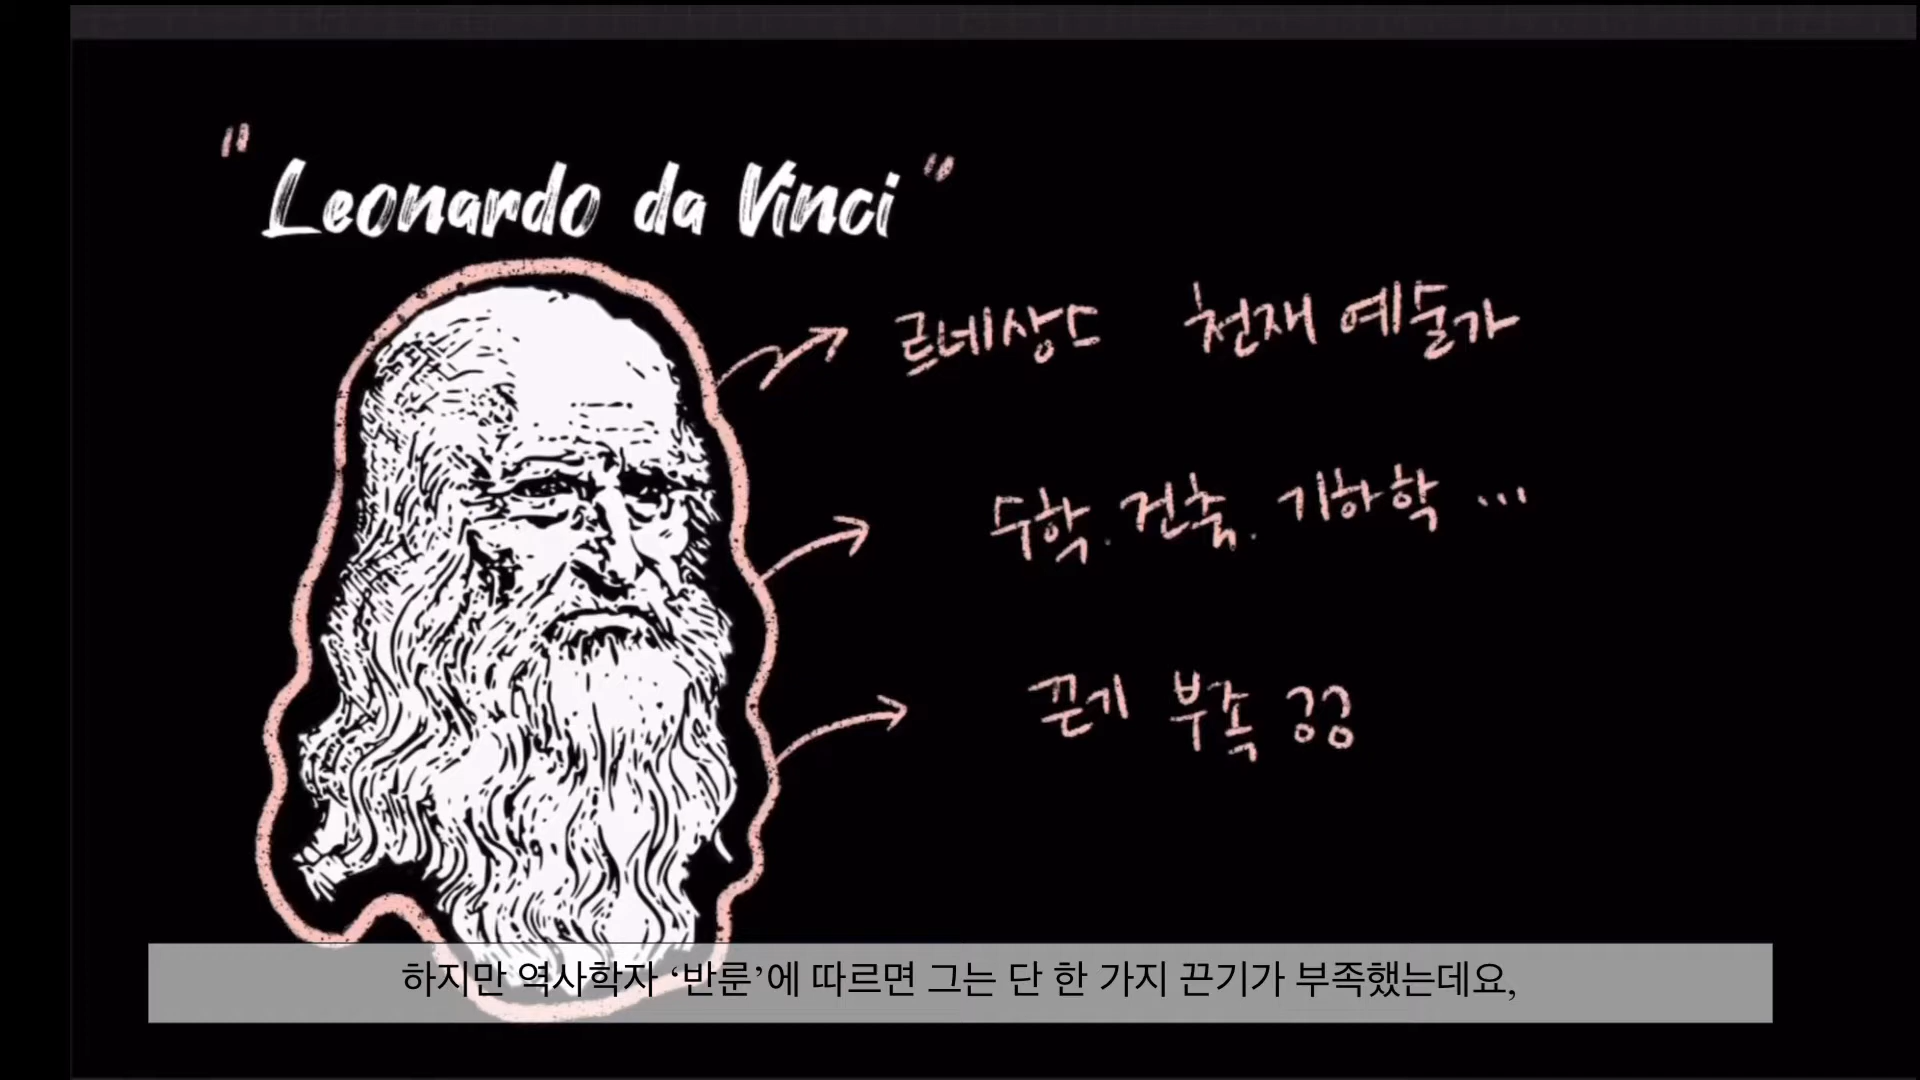 "Leonardo da Vinci"
르네상스 천재 예술가
수학. 건축. 기하학 ...
끈기 부족
하지만 역사학자 ‘반룬’에 따르면 그는 단 한 가지 끈기가 부족했는데요,